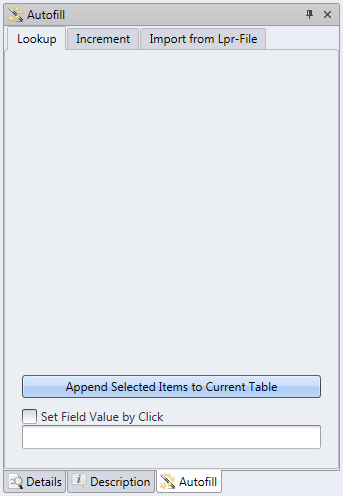 Autofill
Lookup Increment Import from Lpr-File
Append Selected Items to Current Table
Set Field Value by Click
Details Description Autofill